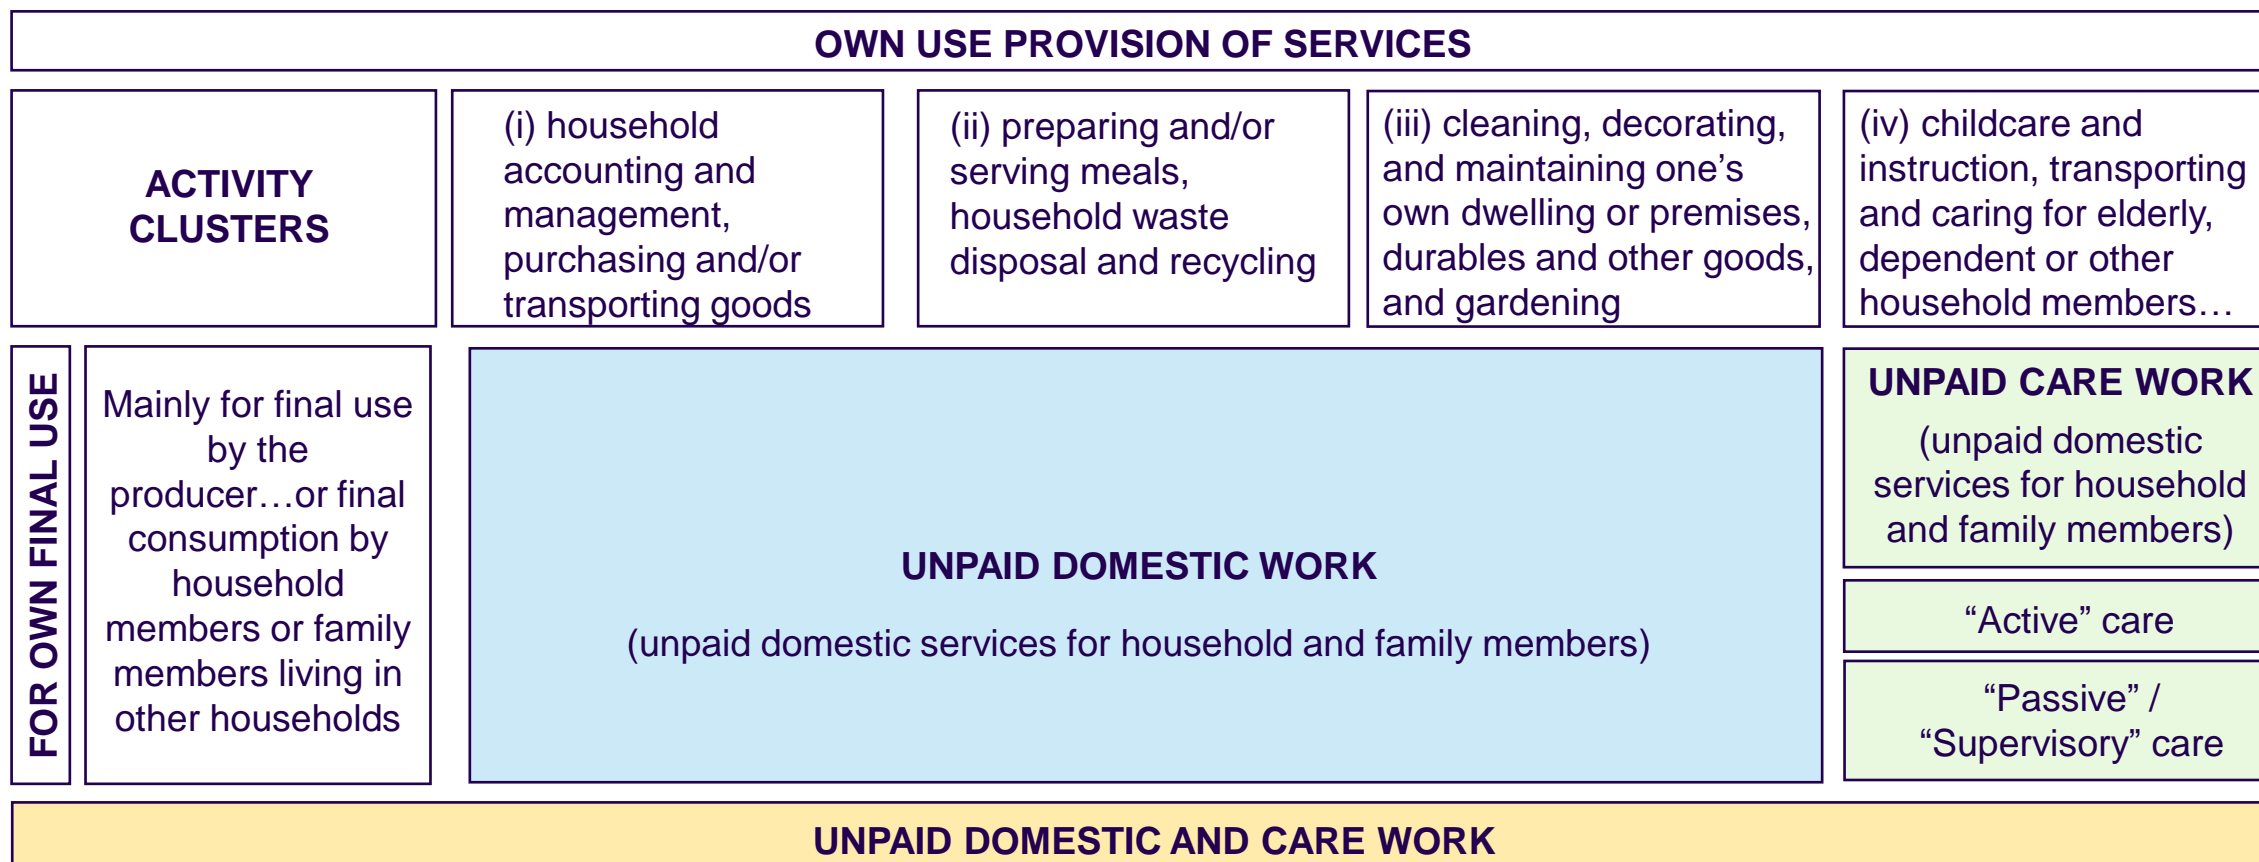 OWN USE PROVISION OF SERVICES
ACTIVITY
CLUSTERS
(i) household
accounting and
management,
purchasing and/or
transporting goods
(ii) preparing and/or
serving meals,
household waste
disposal and recycling
(iii) cleaning, decorating,
and maintaining one’s
own dwelling or premises,
durables and other goods,
and gardening
(iv) childcare and
instruction, transporting
and caring for elderly,
dependent or other
household members…
FOR OWN FINAL USE
Mainly for final use
by the
producer…or final
consumption by
household
members or family
members living in
other households
UNPAID DOMESTIC WORK
(unpaid domestic services for household and family members)
UNPAID CARE WORK
(unpaid domestic
services for household
and family members)
“Active” care
“Passive” /
“Supervisory” care
UNPAID DOMESTIC AND CARE WORK